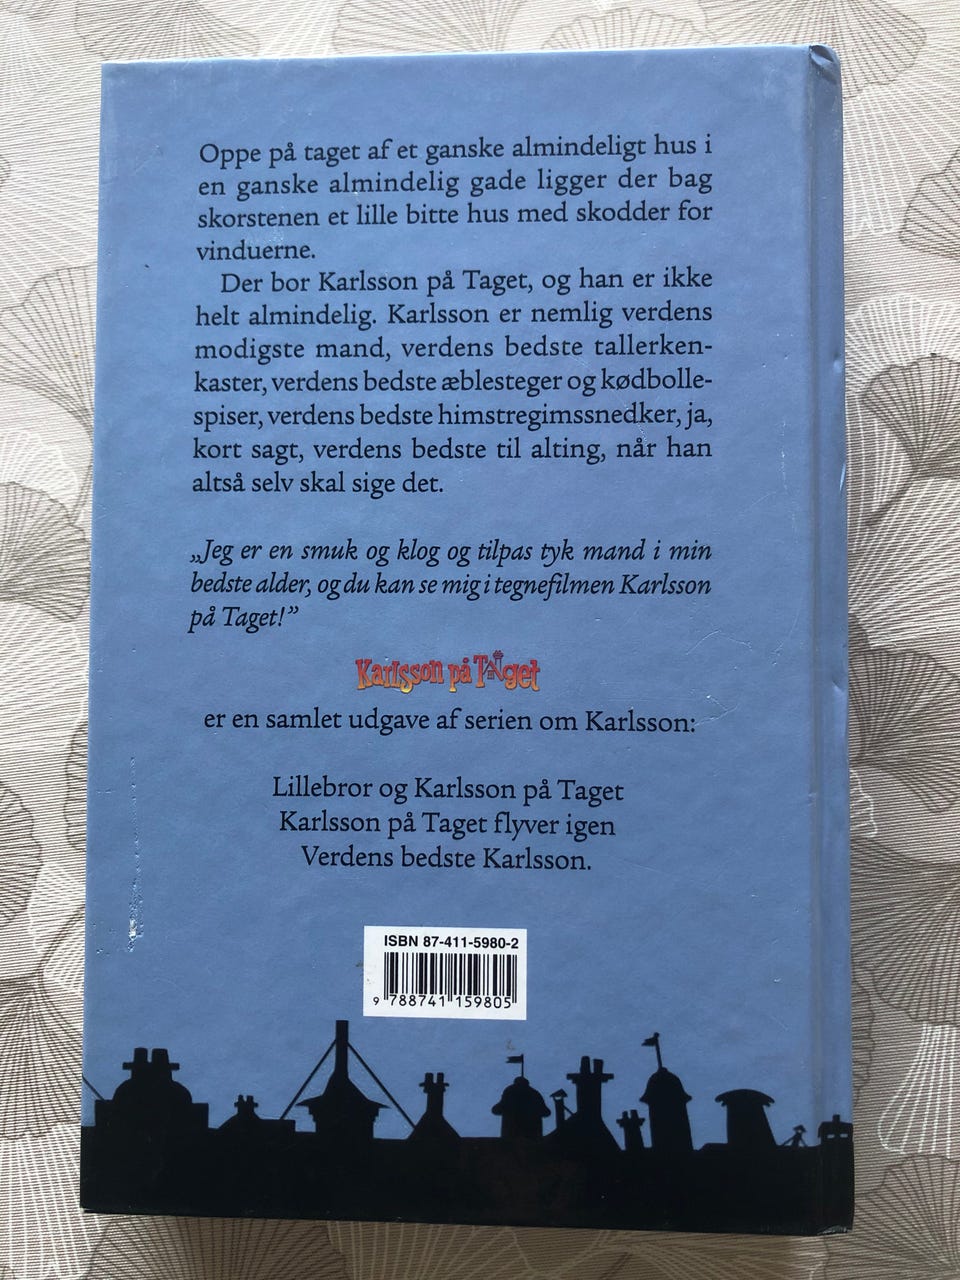 Oppe på taget af et ganske almindeligt hus i
en ganske almindelig gade ligger der bag
skorstenen et lille bitte hus med skodder for
vinduerne.
Der bor Karlsson på Taget, og han er ikke
helt almindelig. Karlsson er nemlig verdens
modigste mand, verdens bedste tallerken-
kaster, verdens bedste æblesteger og kødbolle-
spiser, verdens bedste himstregimssnedker, ja,
kort sagt, verdens bedste til alting, når han
altså selv skal sige det.
„Jeg er en smuk og klog og tilpas tyk mand i min
bedste alder, og du kan se mig i tegnefilmen Karlsson
på Taget!”
Karlsson på Taget
er en samlet udgave af serien om Karlsson:
Lillebror og Karlsson på Taget
Karlsson på Taget flyver igen
Verdens bedste Karlsson.
ISBN 87-411-5980-2
9 788741 159805